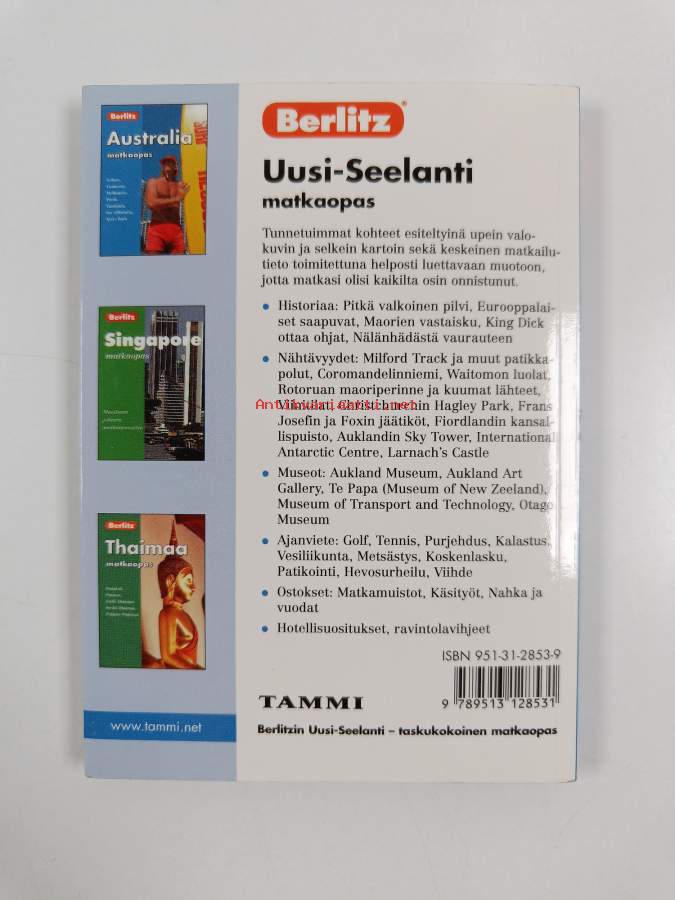 Berlitz
Australia
matkaopas
Berlitz
Singapore
matkaopas
Berlitz
Thaimaa
matkaopas
www.tammi.net
Berlitz®
Uusi-Seelanti
matkaopas
Tunnetuimmat kohteet esiteltyinä upein valo-
kuvin ja selkein kartoin sekä keskeinen matkailu-
tieto toimitettuna helposti luettavaan muotoon,
jotta matkasi olisi kaikilta osin onnistunut.
• Historiaa: Pitkä valkoinen pilvi, Eurooppalai-
set saapuvat, Maorien vastaisku, King Dick
ottaa ohjat, Nälänhädästä vaurauteen
• Nähtävyydet: Milford Track ja muut patikka-
polut, Coromandelinniemi, Waitomon luolat,
Rotoruan maoriperinne ja kuumat lähteet,
Viinitilat, Christchurchin Hagley Park, Frans
Antikvariaatti.net
Josefin ja Foxin jäätiköt, Fiordlandin kansal-
lispuisto, Auklandin Sky Tower, International
Antarctic Centre, Larnach's Castle
• Museot: Aukland Museum, Aukland Art
Gallery, Te Papa (Museum of New Zeeland),
Museum of Transport and Technology, Otago
Museum
• Ajanviete: Golf, Tennis, Purjehdus, Kalastus,
Vesiliikunta, Metsästys, Koskenlasku,
Patikointi, Hevosurheilu, Viihde
• Ostokset: Matkamuistot, Käsityöt, Nahka ja
vuodat
• Hotellisuositukset, ravintolavihjeet
ISBN 951-31-2853-9
9 789513 128531
TAMMI
Berlitzin Uusi-Seelanti – taskukokoinen matkaopas